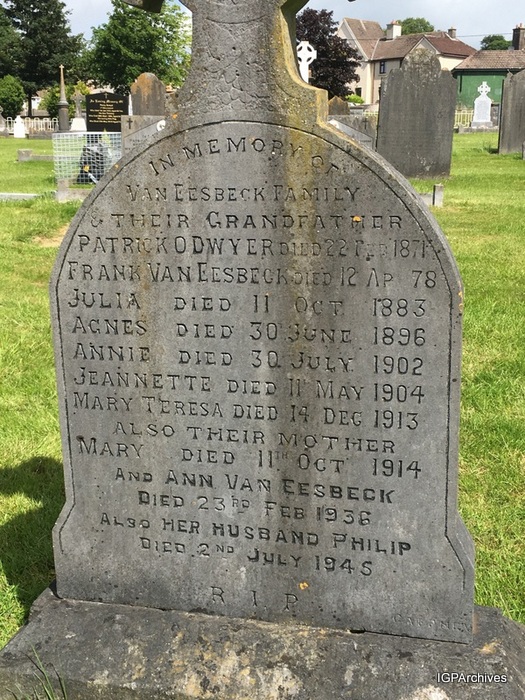 IN MEMORY OF
VAN EESBECK FAMILY
& THEIR GRANDFATHER
PATRICK O DWYER DIED 22 FEB 1871
FRANK VAN EESBECK DIED 12 AP 78
JULIA DIED 11 OCT 1883
AGNES DIED 30 JUNE 1896
ANNIE DIED 30 JULY 1902
JEANNETTE DIED 11 MAY 1904
MARY TERESA DIED 14 DEC 1913
ALSO THEIR MOTHER
MARY DIED 11TH OCT 1914
AND ANN VAN EESBECK
DIED 23RD FEB 1936
ALSO HER HUSBAND PHILIP
DIED 2ND JULY 1945
R I P
IGPArchives